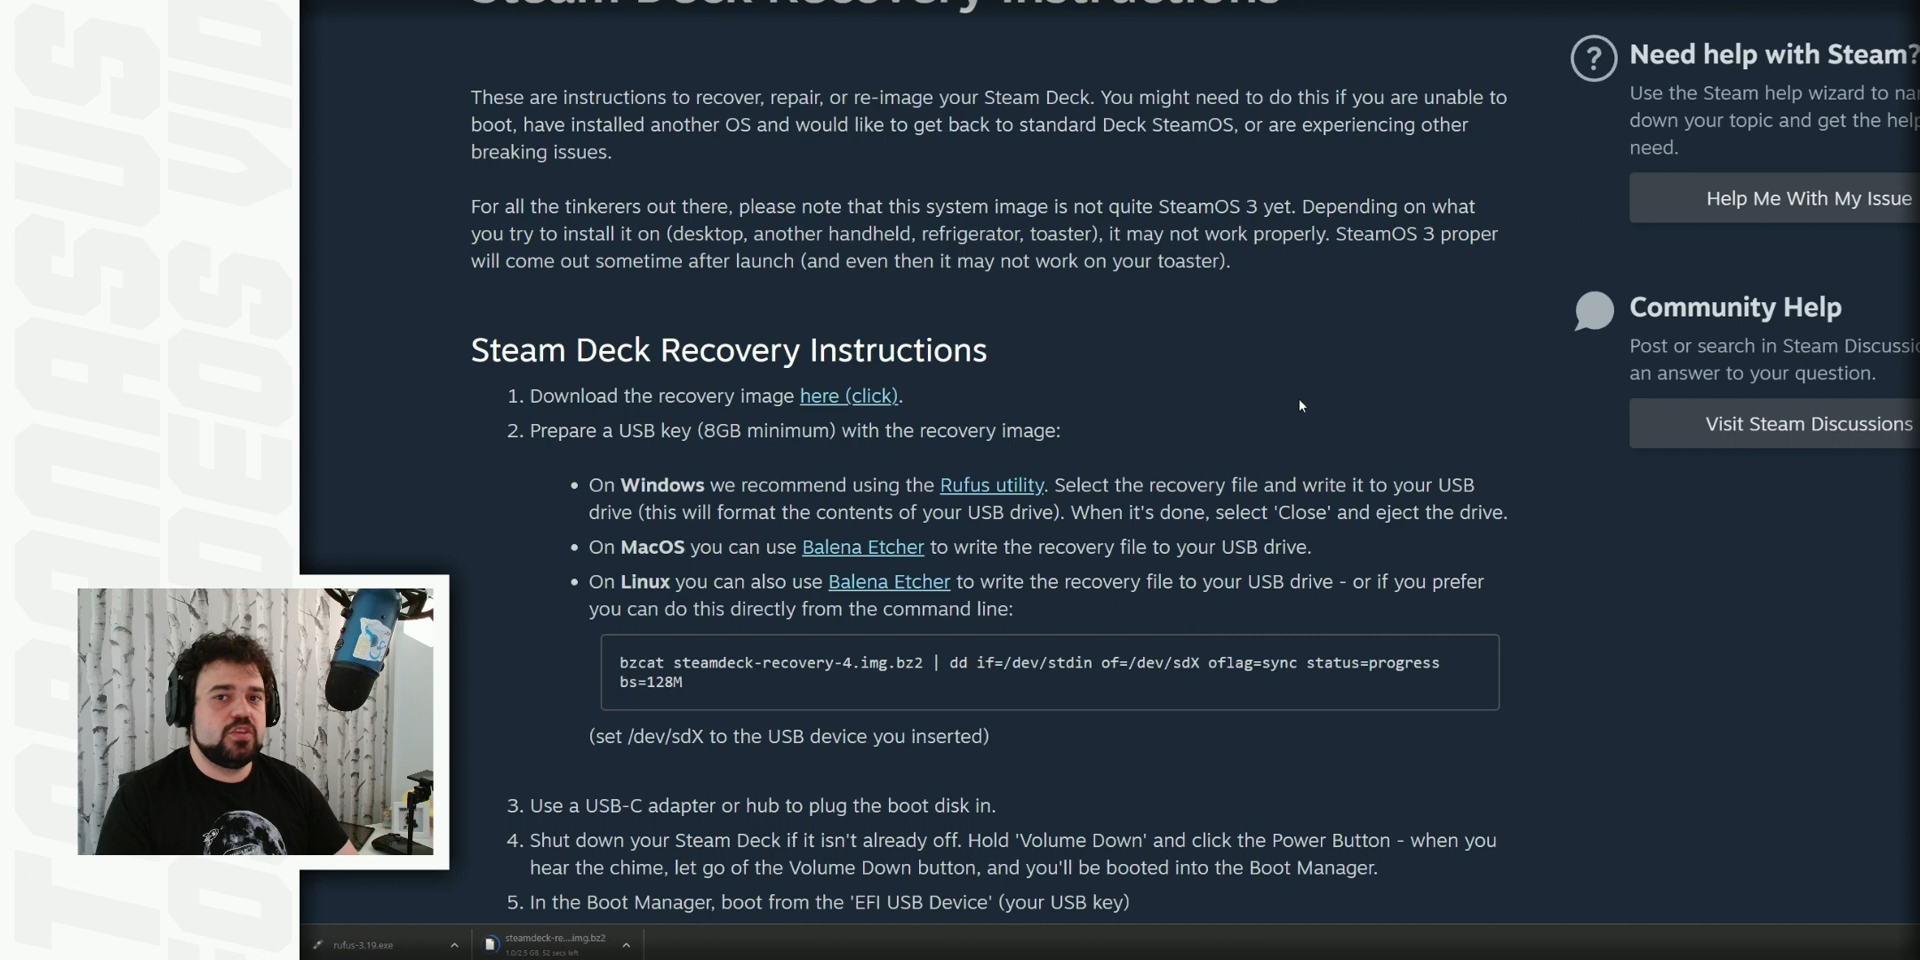 Steam Deck Recovery Instructions
These are instructions to recover, repair, or re-image your Steam Deck. You might need to do this if you are unable to
boot, have installed another OS and would like to get back to standard Deck SteamOS, or are experiencing other
breaking issues.
For all the tinkerers out there, please note that this system image is not quite SteamOS 3 yet. Depending on what
you try to install it on (desktop, another handheld, refrigerator, toaster), it may not work properly. SteamOS 3 proper
will come out sometime after launch (and even then it may not work on your toaster).
Steam Deck Recovery Instructions
1. Download the recovery image here (click).
2. Prepare a USB key (8GB minimum) with the recovery image:
• On Windows we recommend using the Rufus utility. Select the recovery file and write it to your USB
drive (this will format the contents of your USB drive). When it's done, select 'Close' and eject the drive.
• On MacOS you can use Balena Etcher to write the recovery file to your USB drive.
• On Linux you can also use Balena Etcher to write the recovery file to your USB drive - or if you prefer
you can do this directly from the command line:
bzcat steamdeck-recovery-4.img.bz2 | dd if=/dev/stdin of=/dev/sdX oflag=sync status=progress
bs=128M
(set /dev/sdX to the USB device you inserted)
3. Use a USB-C adapter or hub to plug the boot disk in.
4. Shut down your Steam Deck if it isn't already off. Hold 'Volume Down' and click the Power Button - when you
hear the chime, let go of the Volume Down button, and you'll be booted into the Boot Manager.
5. In the Boot Manager, boot from the 'EFI USB Device' (your USB key)
? Need help with Steam?
Use the Steam help wizard to
down your topic and get the help
need.
Help Me With My Issue
Community Help
Post or search in Steam
an answer to your question.
Visit Steam Discussions
rufus-3.19.exe
steamdeck-re....img.bz2
1.0/2.5 GB, 52 secs left